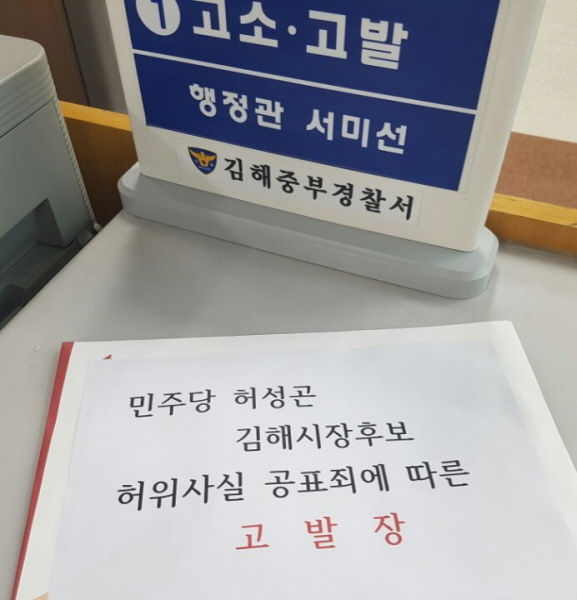 1 고소·고발
행정관 서미선
김해중부경찰서
민주당 허성곤
김해시장후보
허위사실 공표죄에 따른
고 발 장